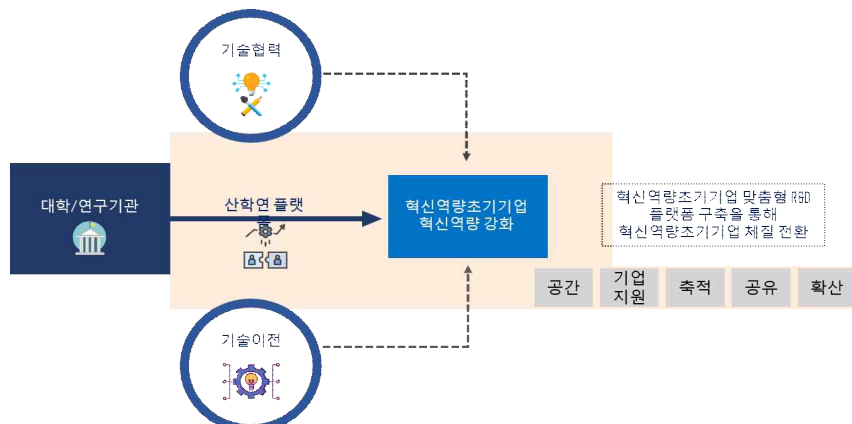 기술협력
대학/연구기관
산학연 플랫
폼
혁신역량초기기업
혁신역량 강화
혁신역량초기기업 맞춤형 R&D
플랫폼 구축을 통해
혁신역량초기기업 체질 전환
공간
기업
지원
축적
공유
확산
기술이전